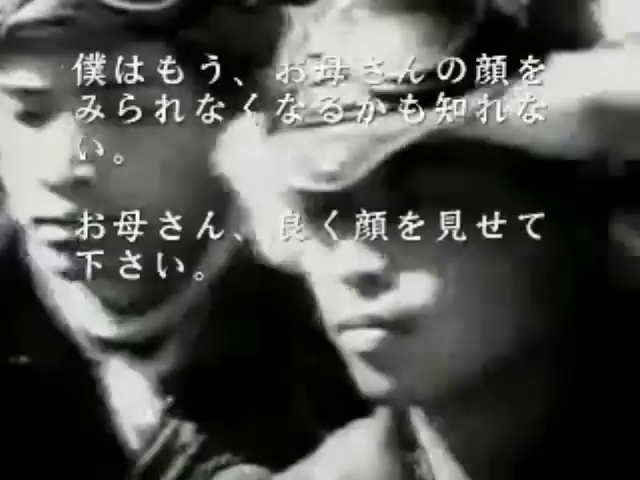 僕はもう、お母さんの顔を
みられなくなるかも知れな
い。
お母さん、良く顔を見せて
下さい。